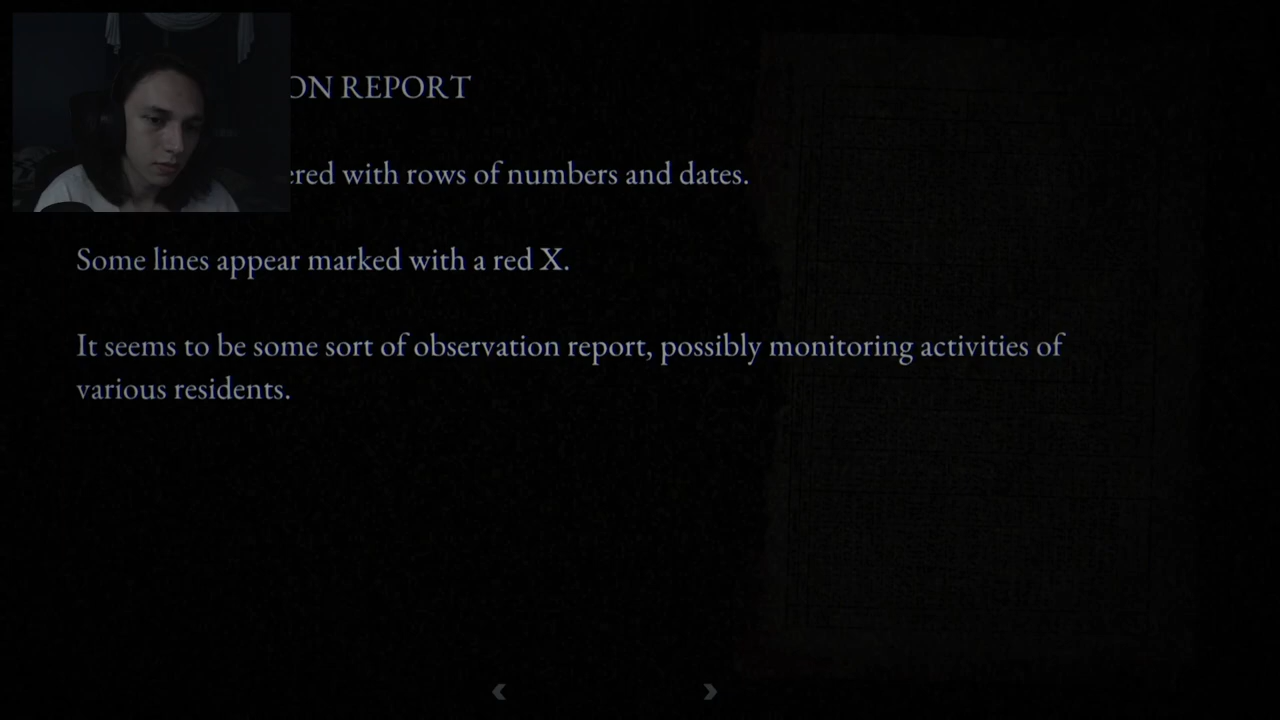 ON REPORT
ered with rows of numbers and dates.
Some lines appear marked with a red X.
It seems to be some sort of observation report, possibly monitoring activities of
various residents.